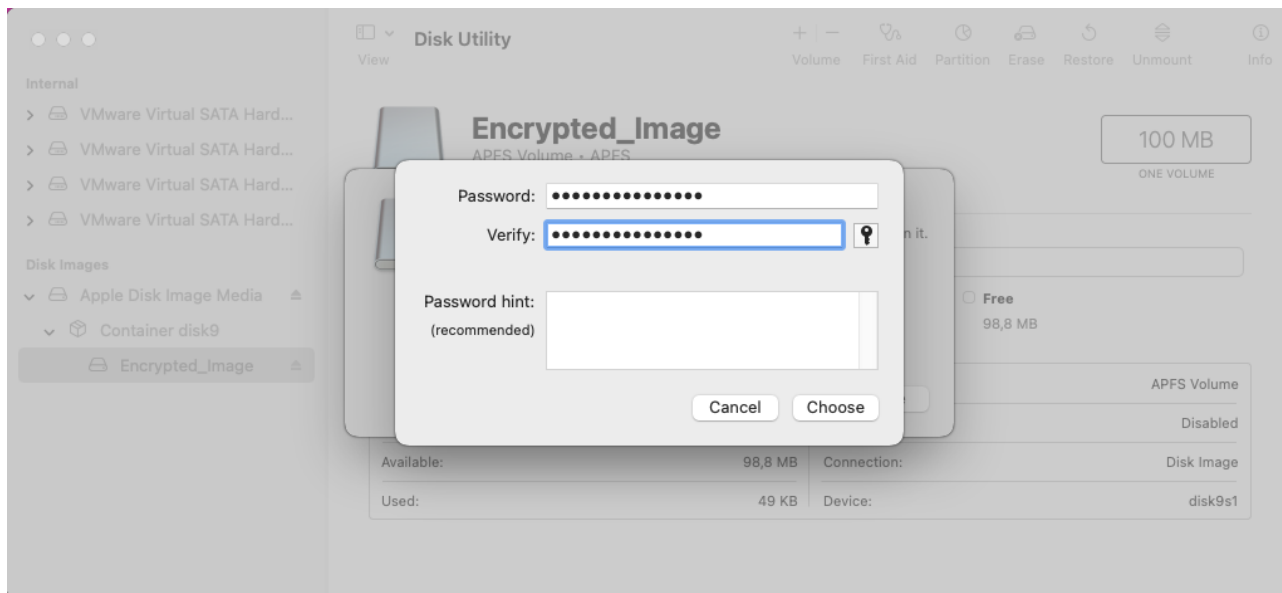 Disk Utility
View
Volume
First Aid
Partition
Erase
Restore
Unmount
Info
Internal
VMware Virtual SATA Hard...
VMware Virtual SATA Hard...
VMware Virtual SATA Hard...
VMware Virtual SATA Hard...
Disk Images
Apple Disk Image Media
Container disk9
Encrypted_Image
Encrypted_Image
APFS Volume • APFS
100 MB
ONE VOLUME
Password: •••••••••••••••
Verify: •••••••••••••••
n it.
Password hint:
(recommended)
Cancel
Choose
Free
98,8 MB
APFS Volume
Disabled
Available: 98,8 MB
Connection: Disk Image
Used: 49 KB
Device: disk9s1